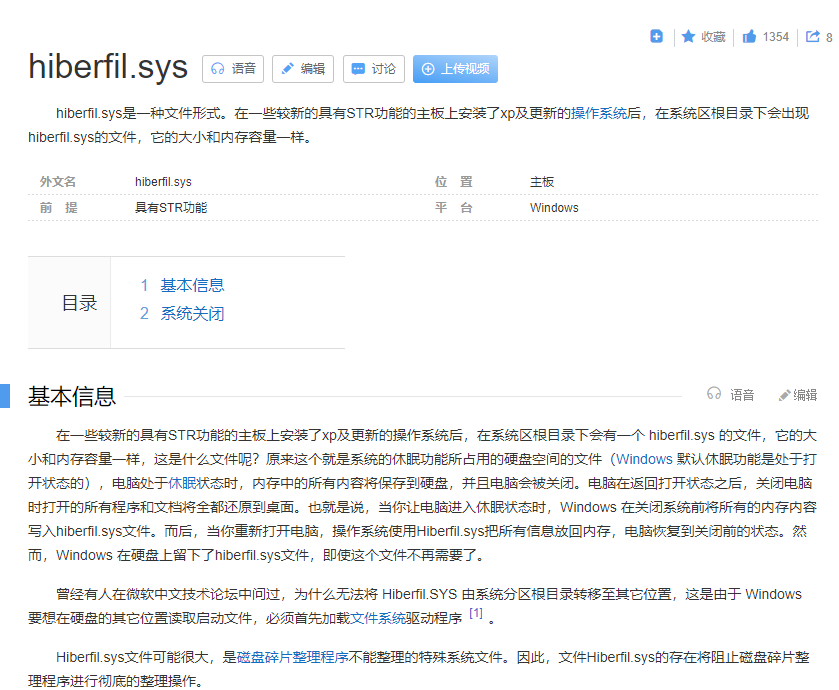 收藏 1354 8
hiberfil.sys 语音 编辑 讨论 上传视频
hiberfil.sys是一种文件形式。在一些较新的具有STR功能的主板上安装了xp及更新的操作系统后，在系统区根目录下会出现
hiberfil.sys的文件，它的大小和内存容量一样。
外文名 hiberfil.sys 位 置 主板
前 提 具有STR功能 平 台 Windows
目录
1 基本信息
2 系统关闭
基本信息 语音 编辑
在一些较新的具有STR功能的主板上安装了xp及更新的操作系统后，在系统区根目录下会有一个 hiberfil.sys 的文件，它的大
小和内存容量一样，这是什么文件呢？原来这个就是系统的休眠功能所占用的硬盘空间的文件（Windows 默认休眠功能是处于打
开状态的），电脑处于休眠状态时，内存中的所有内容将保存到硬盘，并且电脑会被关闭。电脑在返回打开状态之后，关闭电脑
时打开的所有程序和文档将全都还原到桌面。也就是说，当你让电脑进入休眠状态时，Windows 在关闭系统前将所有的内存内容
写入hiberfil.sys文件。而后，当你重新打开电脑，操作系统使用Hiberfil.sys把所有信息放回内存，电脑恢复到关闭前的状态。然
而，Windows 在硬盘上留下了hiberfil.sys文件，即使这个文件不再需要了。
曾经有人在微软中文技术论坛中问过，为什么无法将 Hiberfil.SYS 由系统分区根目录转移至其它位置，这是由于 Windows
要想在硬盘的其它位置读取启动文件，必须首先加载文件系统驱动程序 [1] 。
Hiberfil.sys文件可能很大，是磁盘碎片整理程序不能整理的特殊系统文件。因此，文件Hiberfil.sys的存在将阻止磁盘碎片整
理程序进行彻底的整理操作。